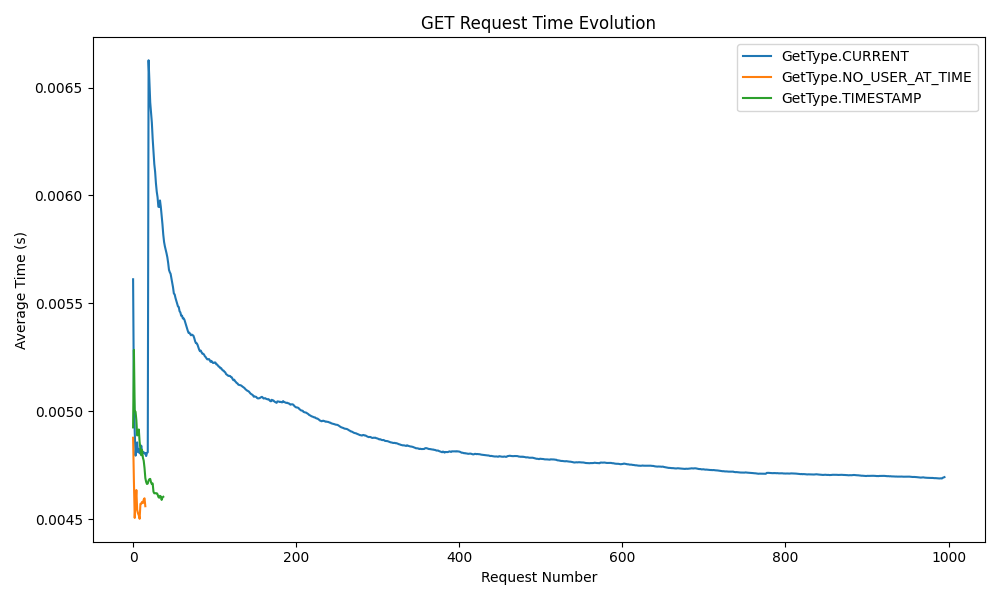 GET Request Time Evolution
GetType.CURRENT
GetType.NO_USER_AT_TIME
GetType.TIMESTAMP
Average Time (s)
0.0065
0.0060
0.0055
0.0050
0.0045
0 200 400 600 800 1000
Request Number